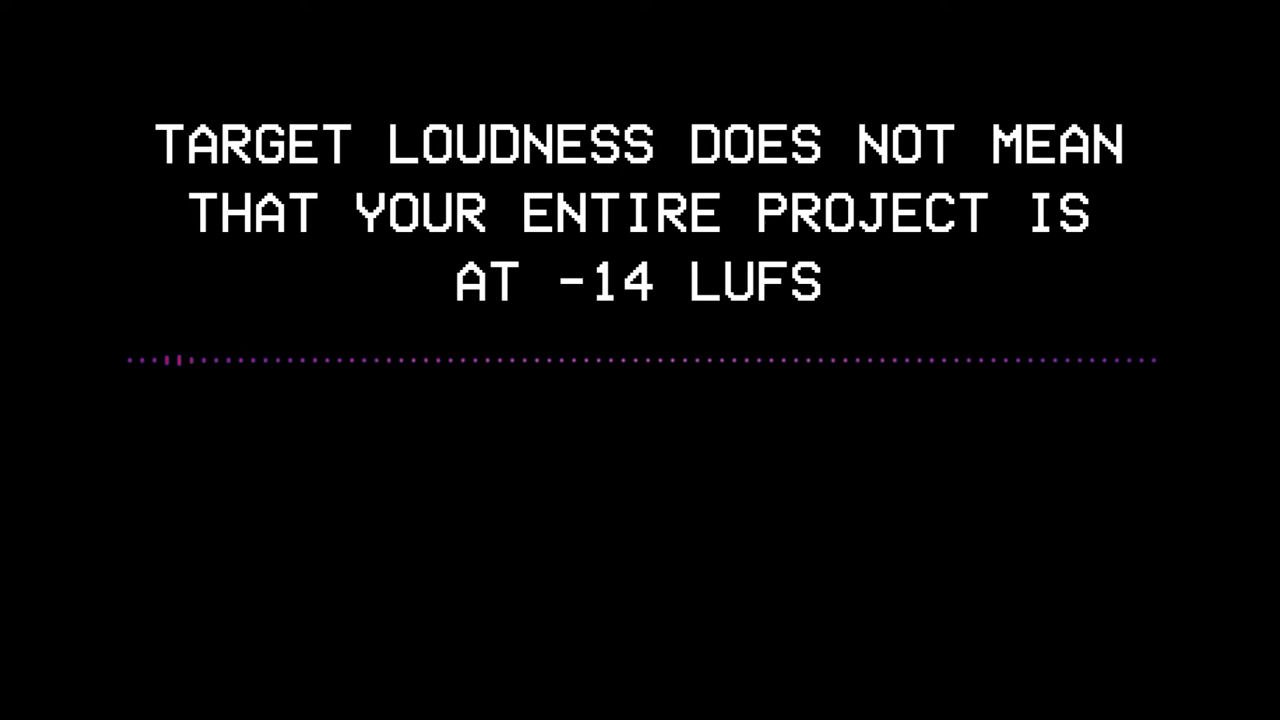 TARGET LOUDNESS DOES NOT MEAN
THAT YOUR ENTIRE PROJECT IS
AT -14 LUFS